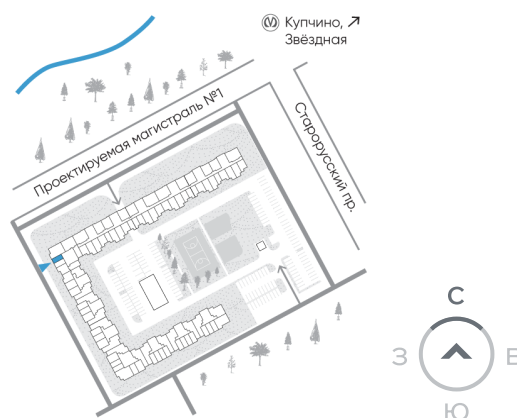 Купчино,
Звёздная
Проектируемая магистраль №1
Старорусский пр.
С
З
В
Ю